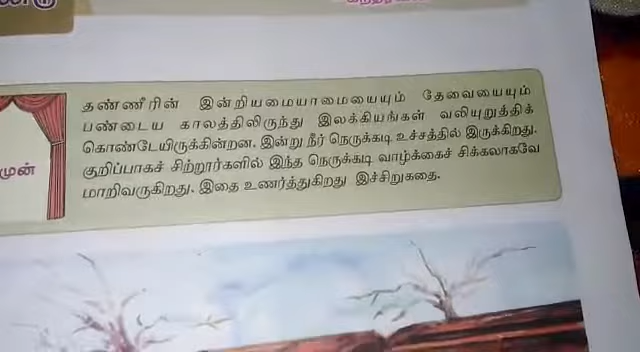 தண்ணீரின் இன்றியமையாமையையும் தேவையையும்
பண்டைய காலத்திலிருந்து இலக்கியங்கள் வலியுறுத்திக்
கொண்டேயிருக்கின்றன. இன்று நீர் நெருக்கடி உச்சத்தில் இருக்கிறது.
முன்
குறிப்பாகச் சிற்றூர்களில் இந்த நெருக்கடி வாழ்க்கைச் சிக்கலாகவே
மாறிவருகிறது. இதை உணர்த்துகிறது இச்சிறுகதை.